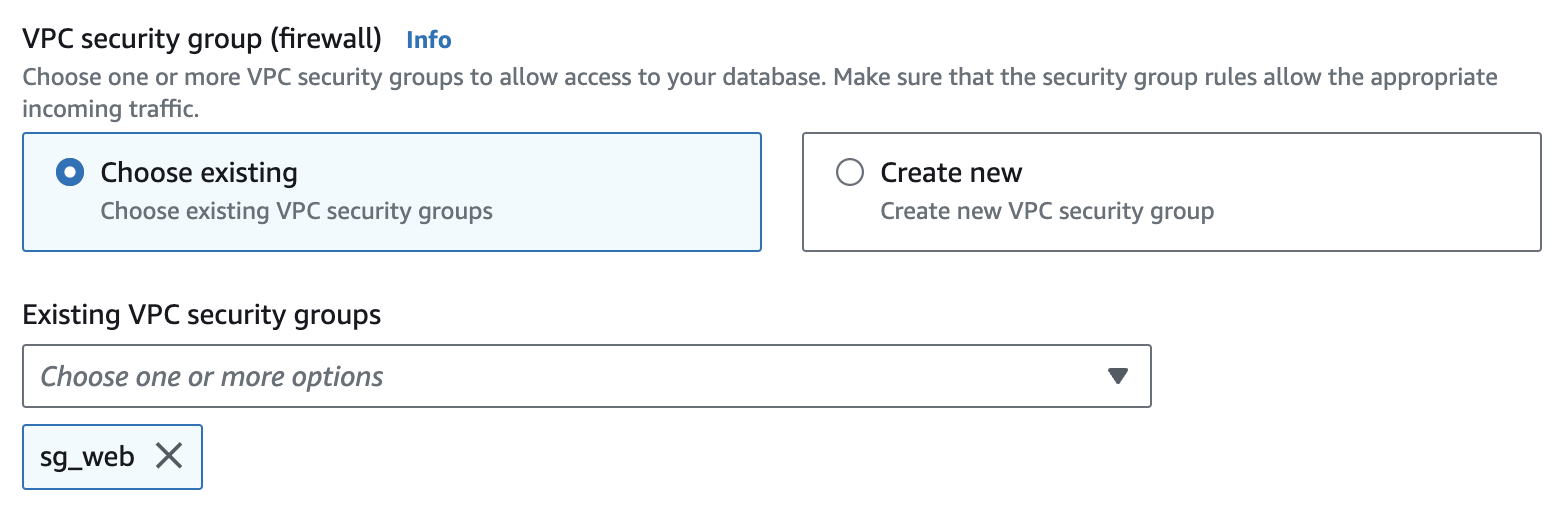 VPC security group (firewall) Info
Choose one or more VPC security groups to allow access to your database. Make sure that the security group rules allow the appropriate
incoming traffic.
Choose existing
Choose existing VPC security groups
Create new
Create new VPC security group
Existing VPC security groups
Choose one or more options
sg_web